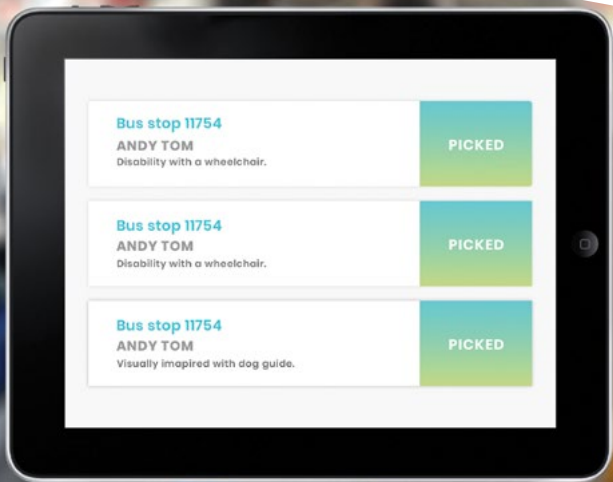 Bus stop 11754
ANDY TOM
Disability with a wheelchair.
PICKED
Bus stop 11754
ANDY TOM
Disability with a wheelchair.
PICKED
Bus stop 11754
ANDY TOM
Visually imapired with dog guide.
PICKED